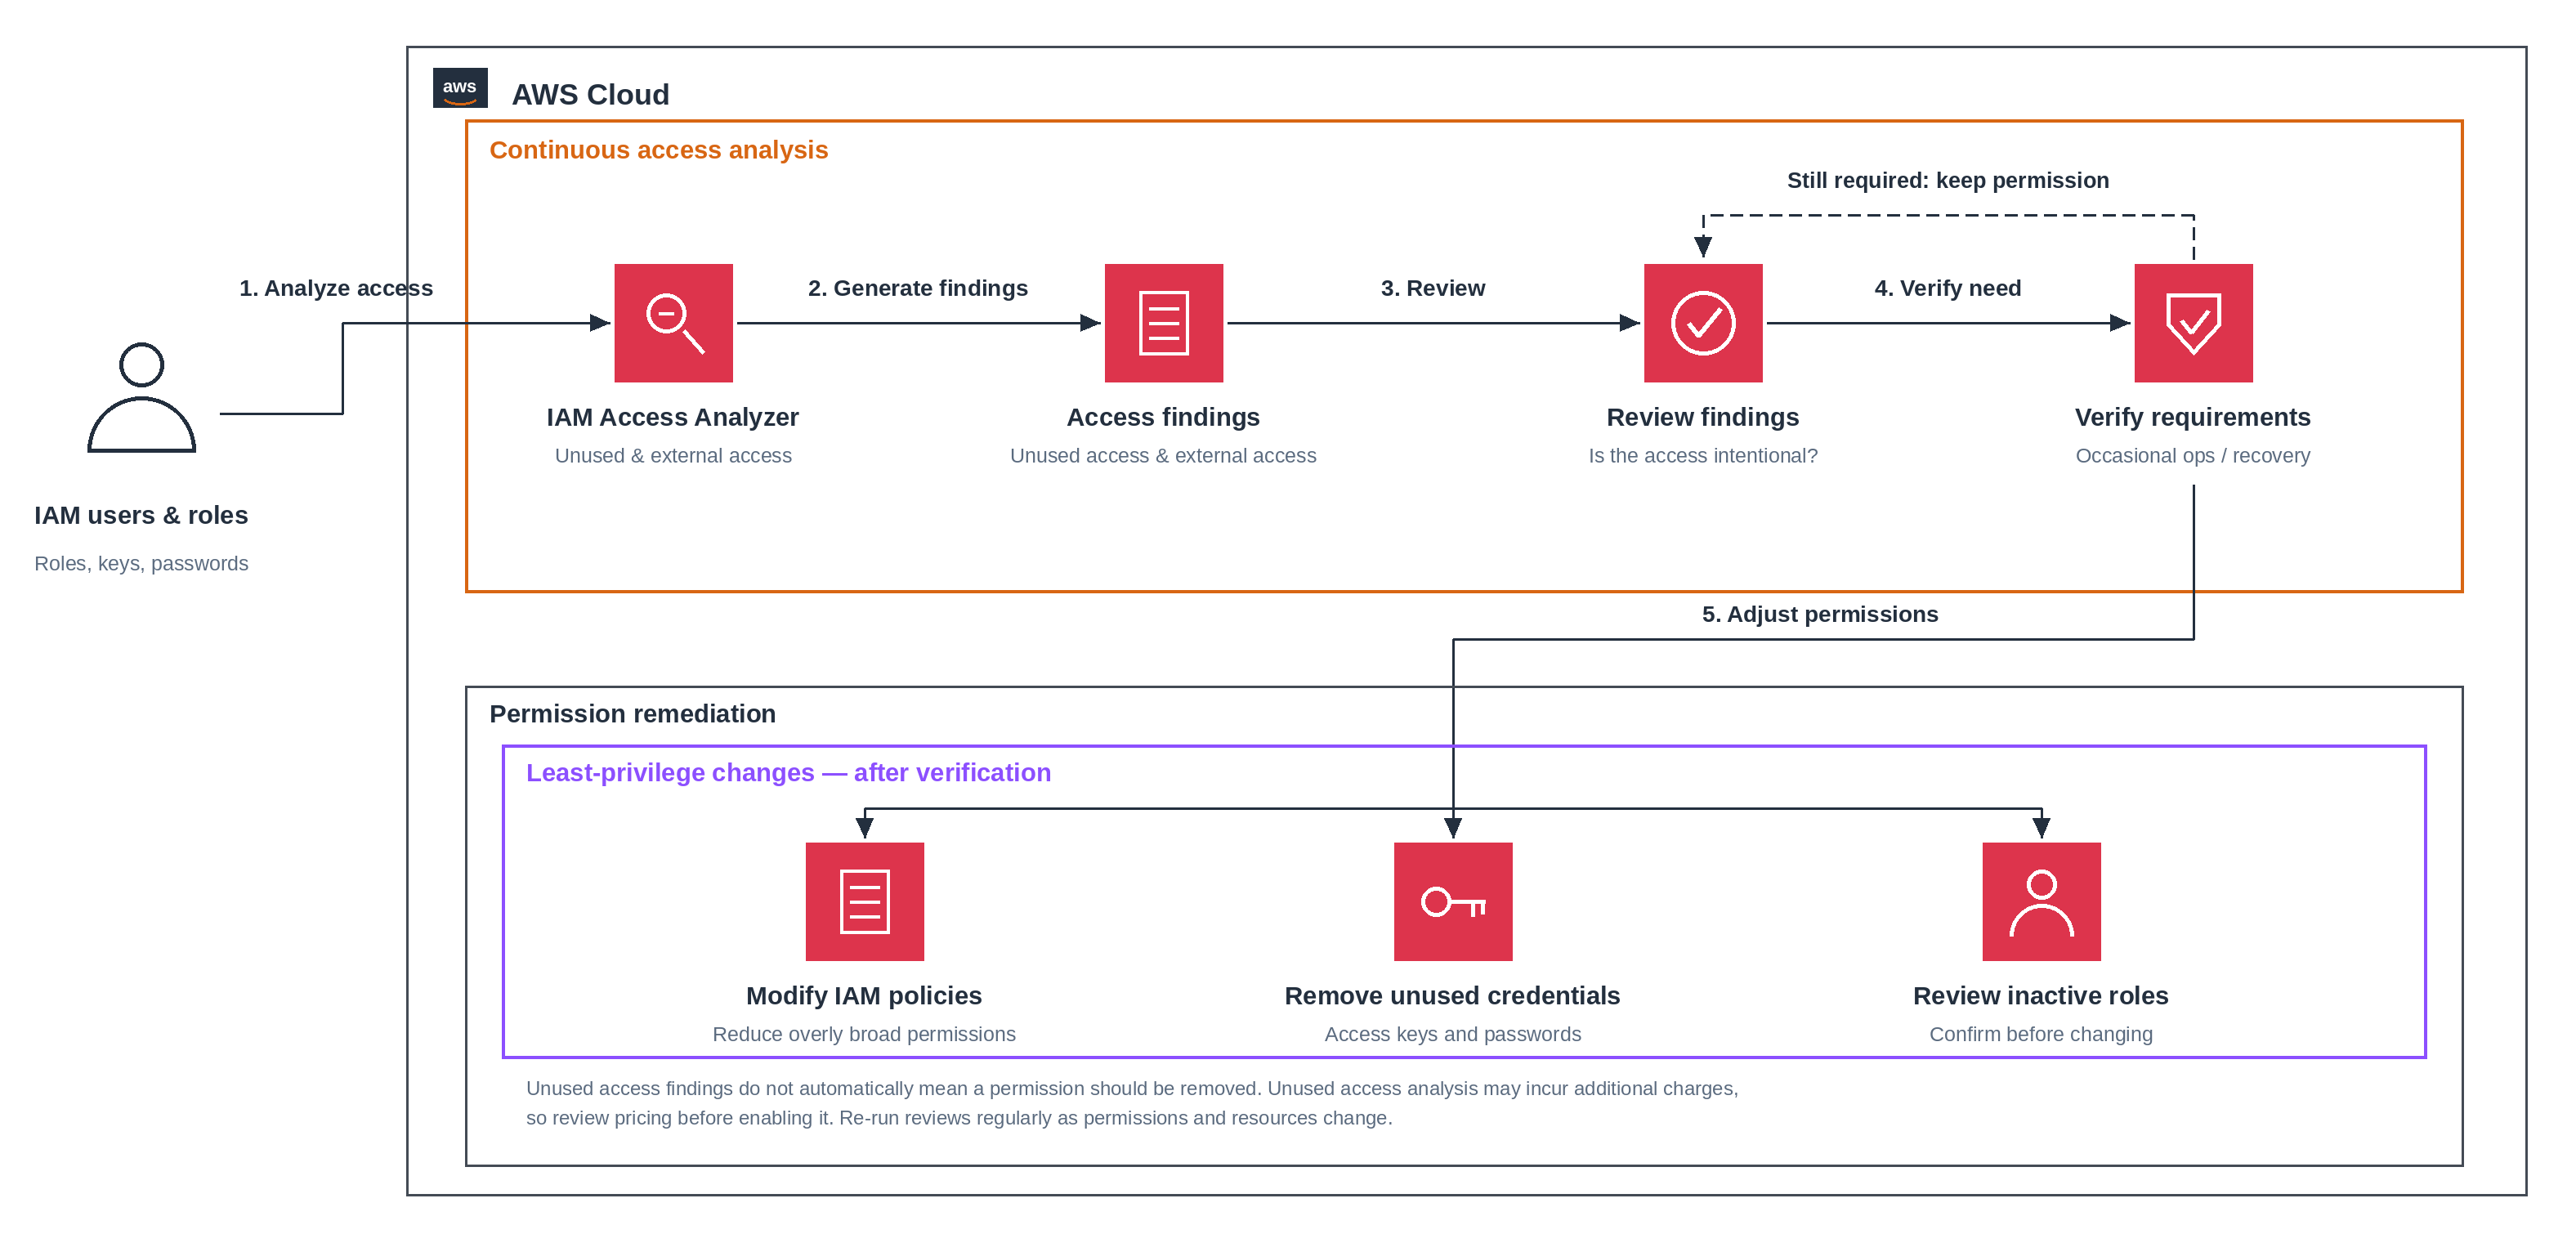 aws
AWS Cloud
Continuous access analysis
Still required: keep permission
1. Analyze access
2. Generate findings
3. Review
4. Verify need
IAM Access Analyzer
Unused & external access
Access findings
Unused access & external access
Review findings
Is the access intentional?
Verify requirements
Occasional ops / recovery
IAM users & roles
Roles, keys, passwords
5. Adjust permissions
Permission remediation
Least-privilege changes — after verification
Modify IAM policies
Reduce overly broad permissions
Remove unused credentials
Access keys and passwords
Review inactive roles
Confirm before changing
Unused access findings do not automatically mean a permission should be removed. Unused access analysis may incur additional charges,
so review pricing before enabling it. Re-run reviews regularly as permissions and resources change.